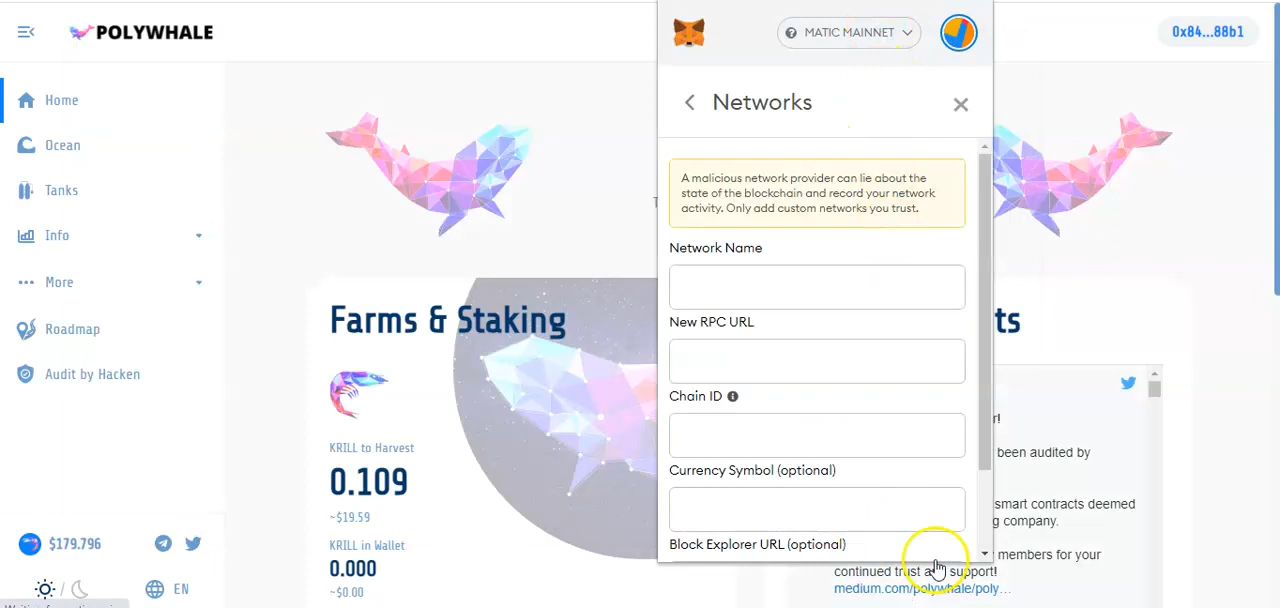 POLYWHALE
Home
Ocean
Tanks
Info
More
Roadmap
Audit by Hacken
$179.796
EN
Farms & Staking
KRILL to Harvest
0.109
~$19.59
KRILL in Wallet
0.000
~$0.00
MATIC MAINNET
Networks
A malicious network provider can lie about the
state of the blockchain and record your network
activity. Only add custom networks you trust.
Network Name
New RPC URL
Chain ID
Currency Symbol (optional)
Block Explorer URL (optional)
0x84...88b1
ts
r!
been audited by
smart contracts deemed
g company.
members for your
continued trust and support!
medium.com/polywhale/poly…